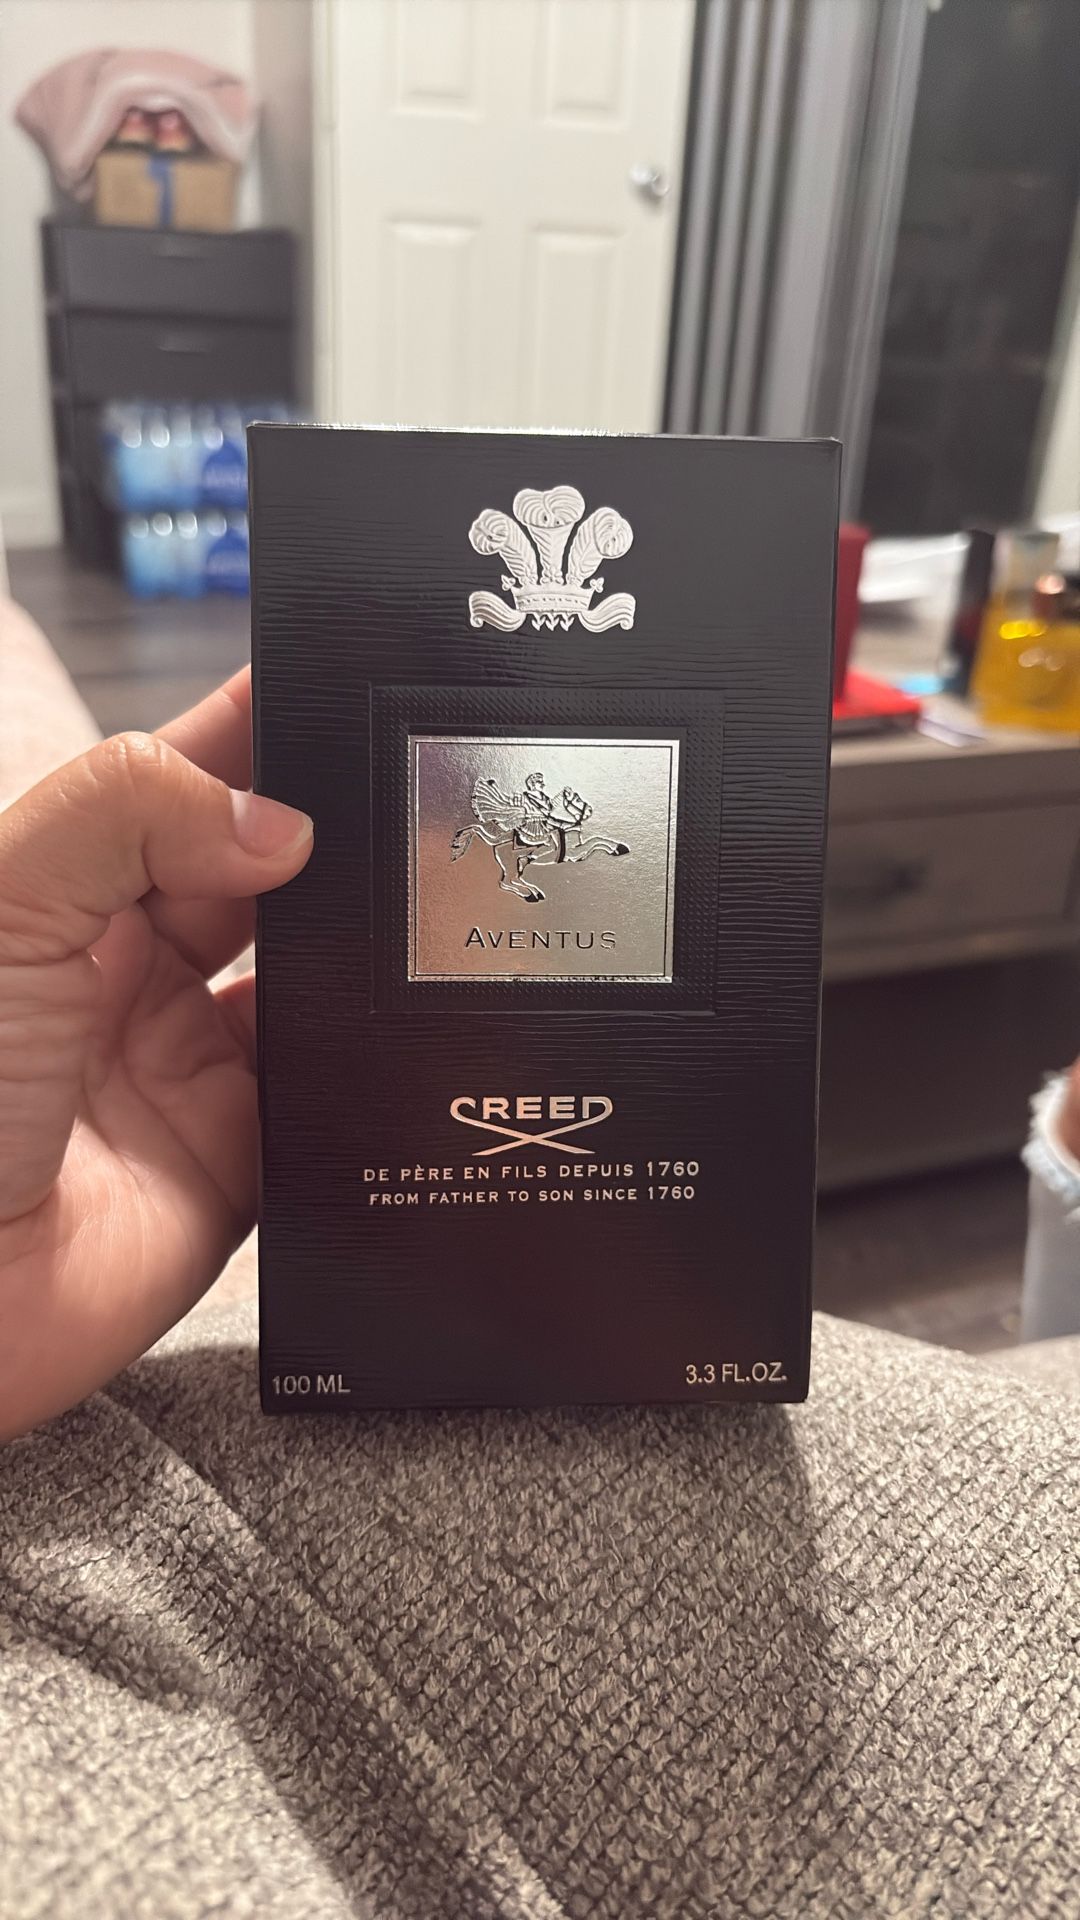 AVENTUS
CREED
DE PÈRE EN FILS DEPUIS 1760
FROM FATHER TO SON SINCE 1760
100 ML
3.3 FL.OZ.